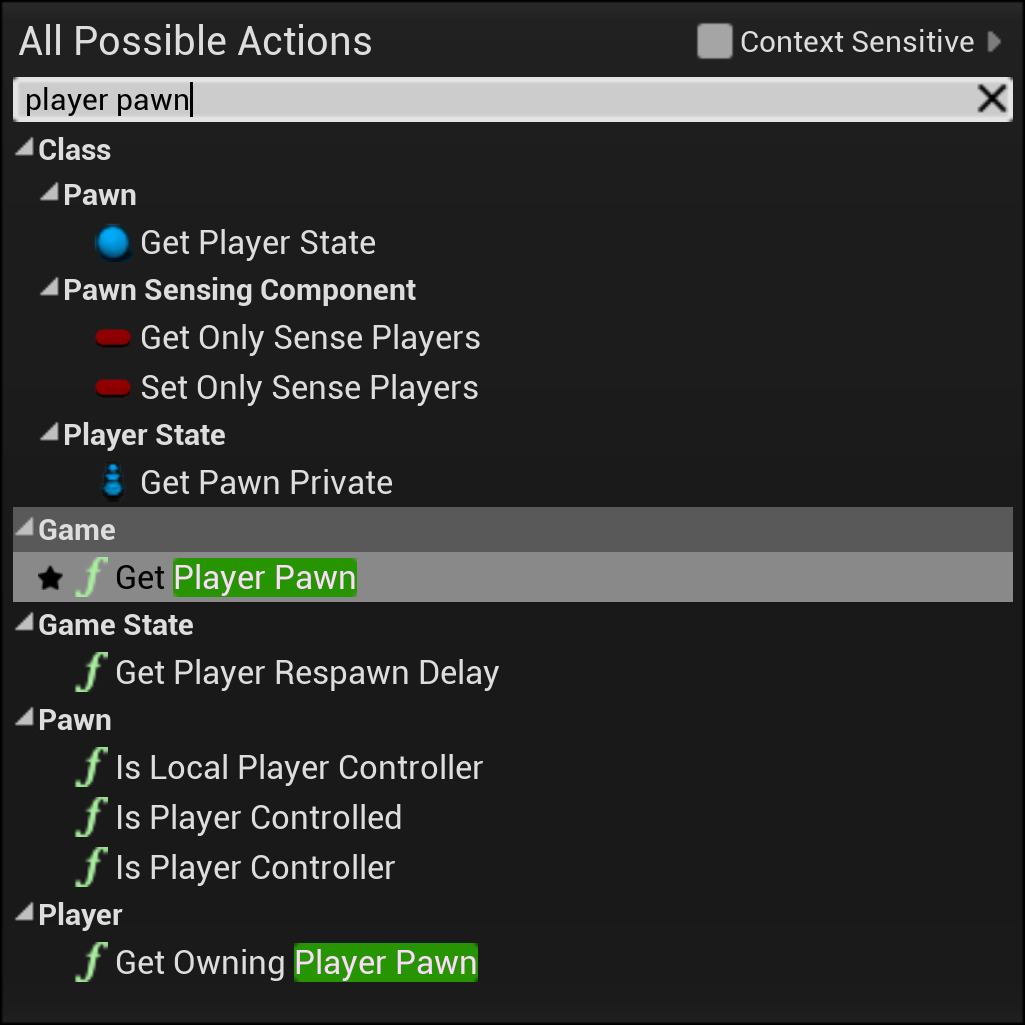 All Possible Actions
Context Sensitive
player pawn
Class
Pawn
Get Player State
Pawn Sensing Component
Get Only Sense Players
Set Only Sense Players
Player State
Get Pawn Private
Game
Get Player Pawn
Game State
Get Player Respawn Delay
Pawn
Is Local Player Controller
Is Player Controlled
Is Player Controller
Player
Get Owning Player Pawn